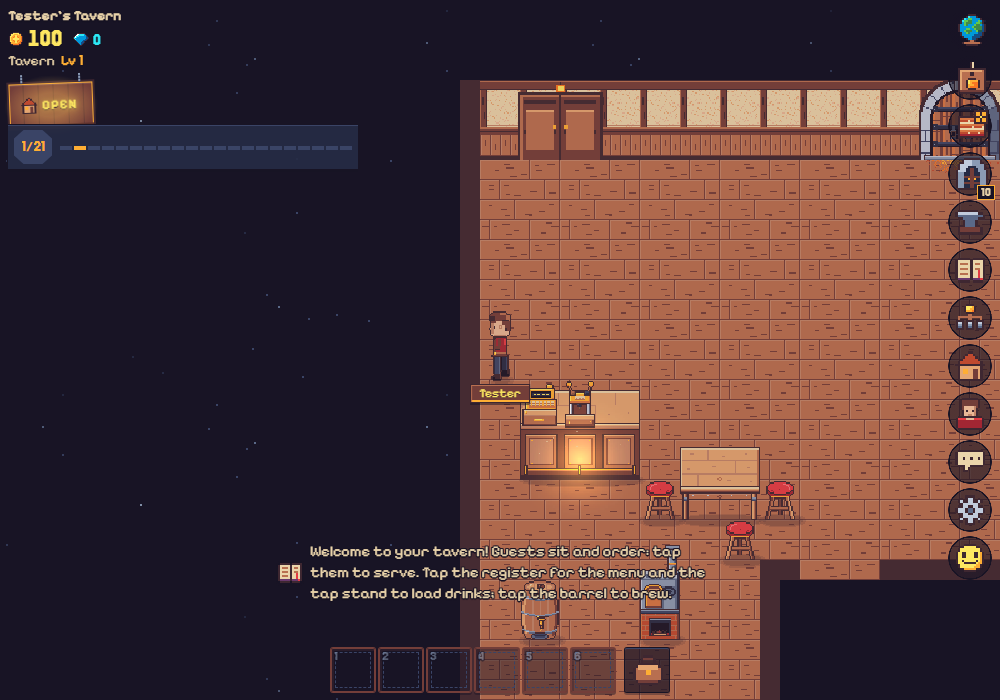 Tester's Tavern
100 0
Tavern Lv 1
OPEN
1/21
10
Tester
Welcome to your tavern! Guests sit and order: tap
them to serve. Tap the register for the menu and the
tap stand to load drinks; tap the barrel to brew.
1 2 3 4 5 6